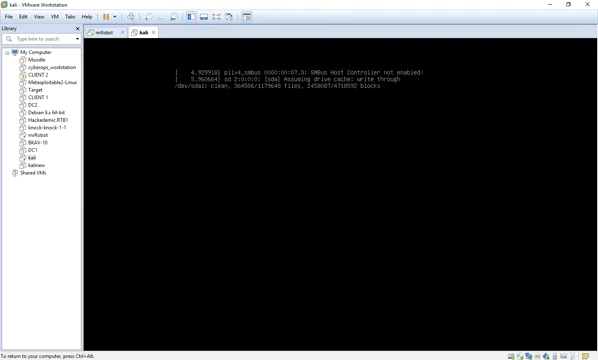 kali - VMware Workstation
File Edit View VM Tabs Help
Library
Type here to search
My Computer
Moodle
cyberops_workstation
CLIENT 2
Metasploitable2-Linux
Target
CLIENT 1
DC2
Debian 9.x 64-bit
Hackademic.RTB1
knock-knock-1-1
mrRobot
BKAV-10
DC1
kali
kalinew
Shared VMs
mrRobot
kali
[ 4.929918] piix4_smbus 0000:00:07.3: SMBus Host Controller not enabled!
[ 5.960664] sd 2:0:0:0: [sda] Assuming drive cache: write through
/dev/sda1: clean, 364506/1179648 files, 2458087/4718592 blocks
To return to your computer, press Ctrl+Alt.